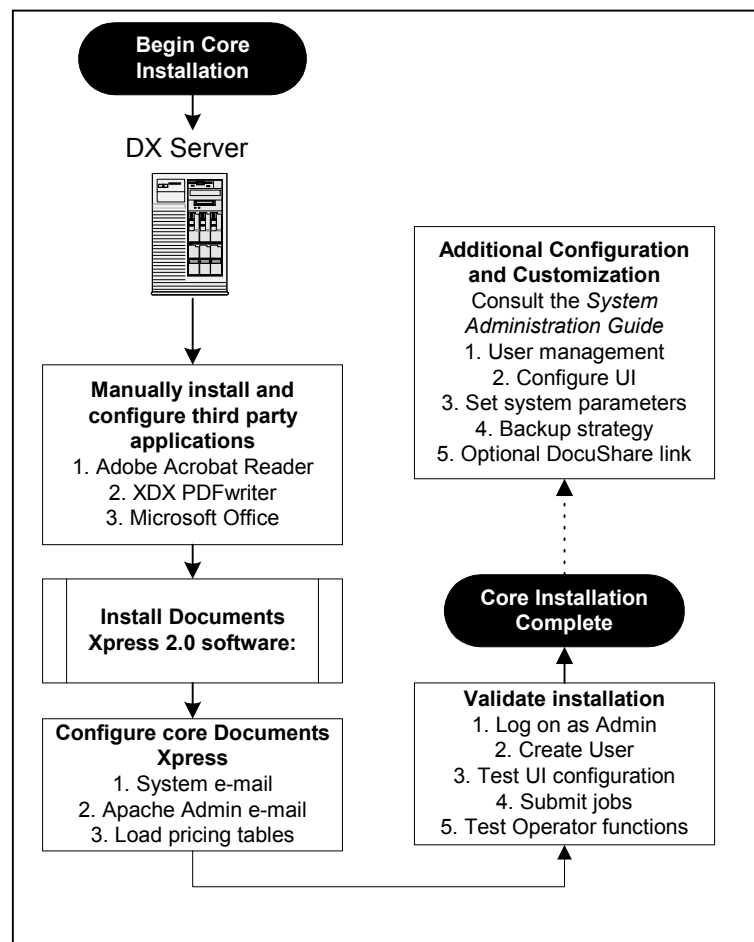 Begin Core
Installation
DX Server
Manually install and
configure third party
applications
1. Adobe Acrobat Reader
2. XDX PDFwriter
3. Microsoft Office
Install Documents
Xpress 2.0 software:
Configure core Documents
Xpress
1. System e-mail
2. Apache Admin e-mail
3. Load pricing tables
Validate installation
1. Log on as Admin
2. Create User
3. Test UI configuration
4. Submit jobs
5. Test Operator functions
Core Installation
Complete
Additional Configuration
and Customization
Consult the System
Administration Guide
1. User management
2. Configure UI
3. Set system parameters
4. Backup strategy
5. Optional DocuShare link